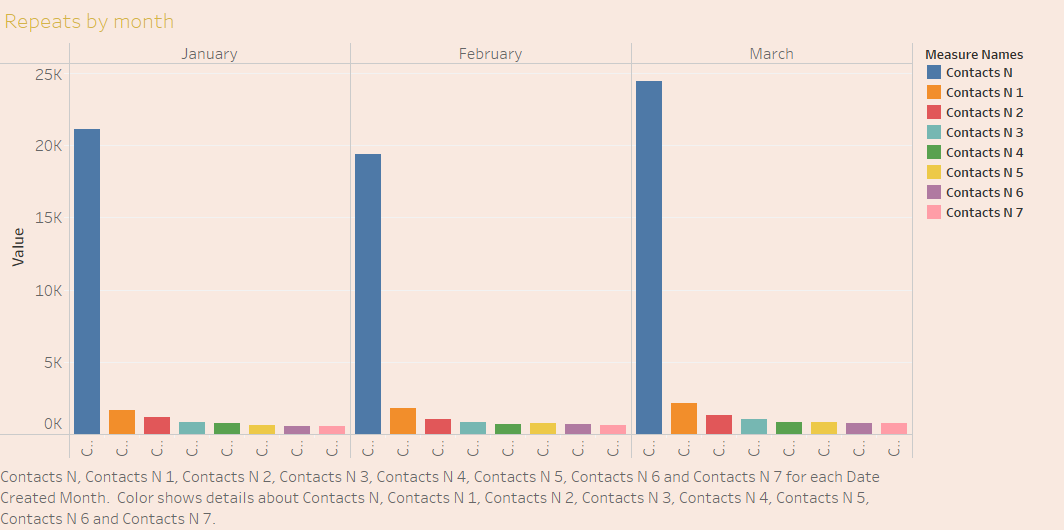 Repeats by month
January February March
25K
20K
15K
10K
5K
0K
Value
C.. C.. C.. C.. C.. C.. C.. C.. C.. C.. C.. C.. C.. C.. C.. C.. C.. C.. C.. C.. C.. C.. C.. C..
Measure Names
Contacts N
Contacts N 1
Contacts N 2
Contacts N 3
Contacts N 4
Contacts N 5
Contacts N 6
Contacts N 7
Contacts N, Contacts N 1, Contacts N 2, Contacts N 3, Contacts N 4, Contacts N 5, Contacts N 6 and Contacts N 7 for each Date
Created Month.  Color shows details about Contacts N, Contacts N 1, Contacts N 2, Contacts N 3, Contacts N 4, Contacts N 5,
Contacts N 6 and Contacts N 7.